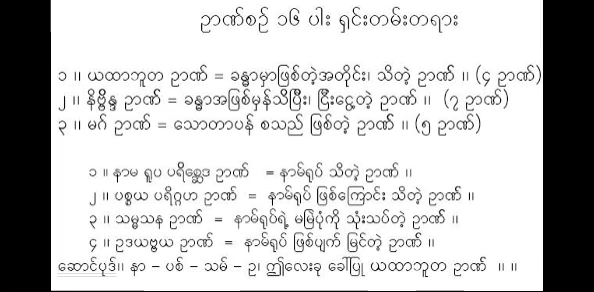 ဉာဏ်စဉ် ၁၆ ပါး ရှင်းတမ်းတရား
၁ ။ ယထာဘူတ ဉာဏ် = ခန္ဓာမှာဖြစ်တဲ့အတိုင်း၊ သိတဲ့ ဉာဏ် ။ (၄ ဉာဏ်)
၂ ။ နိဗ္ဗိန္ဒ ဉာဏ် = ခန္ဓာအဖြစ်မှန်သိပြီး၊ ငြီးငွေ့တဲ့ ဉာဏ် ။ (၇ ဉာဏ်)
၃ ။ မဂ် ဉာဏ် = သောတာပန် စသည် ဖြစ်တဲ့ ဉာဏ် ။ (၅ ဉာဏ်)
၁ ။ နာမ ရူပ ပရိစ္ဆေဒ ဉာဏ် = နာမ်ရုပ် သိတဲ့ ဉာဏ် ။
၂ ။ ပစ္စယ ပရိဂ္ဂဟ ဉာဏ် = နာမ်ရုပ် ဖြစ်ကြောင်း သိတဲ့ ဉာဏ် ။
၃ ။ သမ္မသန ဉာဏ် = နာမ်ရုပ်ရဲ့ မမြဲပုံကို သုံးသပ်တဲ့ ဉာဏ် ။
၄ ။ ဥဒယဗ္ဗယ ဉာဏ် = နာမ်ရုပ် ဖြစ်ပျက် မြင်တဲ့ ဉာဏ် ။
ဆောင်ပုဒ်။ နာ – ပစ် – သမ် – ဥ၊ ဤလေးခု ခေါ်ပြု ယထာဘူတ ဉာဏ် ။ ။